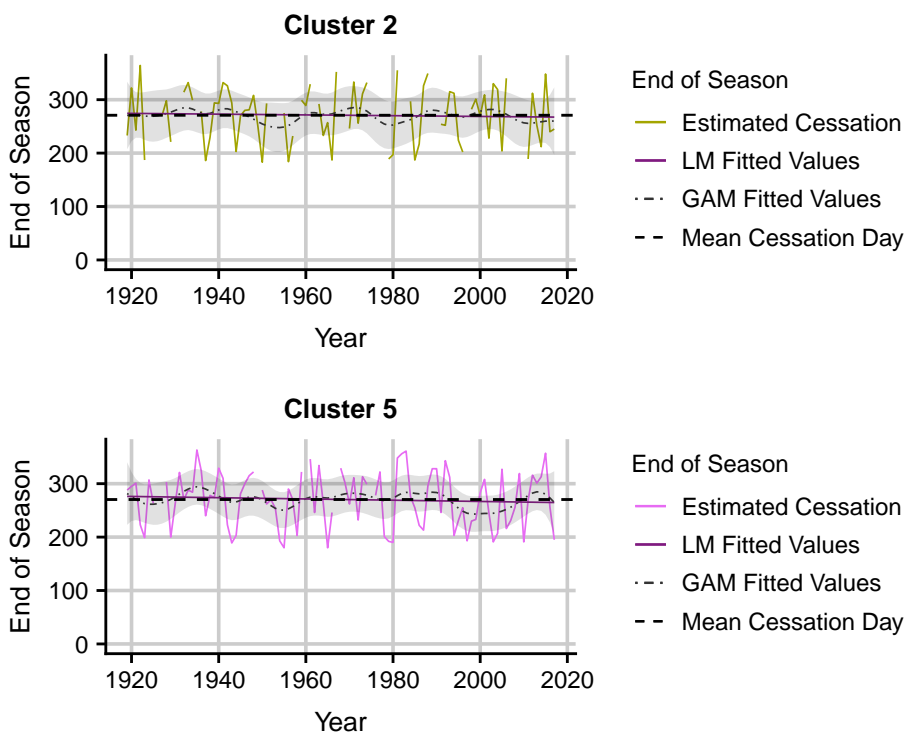 Cluster 2
End of Season
300
200
100
0
1920 1940 1960 1980 2000 2020
Year
End of Season
Estimated Cessation
LM Fitted Values
GAM Fitted Values
Mean Cessation Day
Cluster 5
End of Season
300
200
100
0
1920 1940 1960 1980 2000 2020
Year
End of Season
Estimated Cessation
LM Fitted Values
GAM Fitted Values
Mean Cessation Day